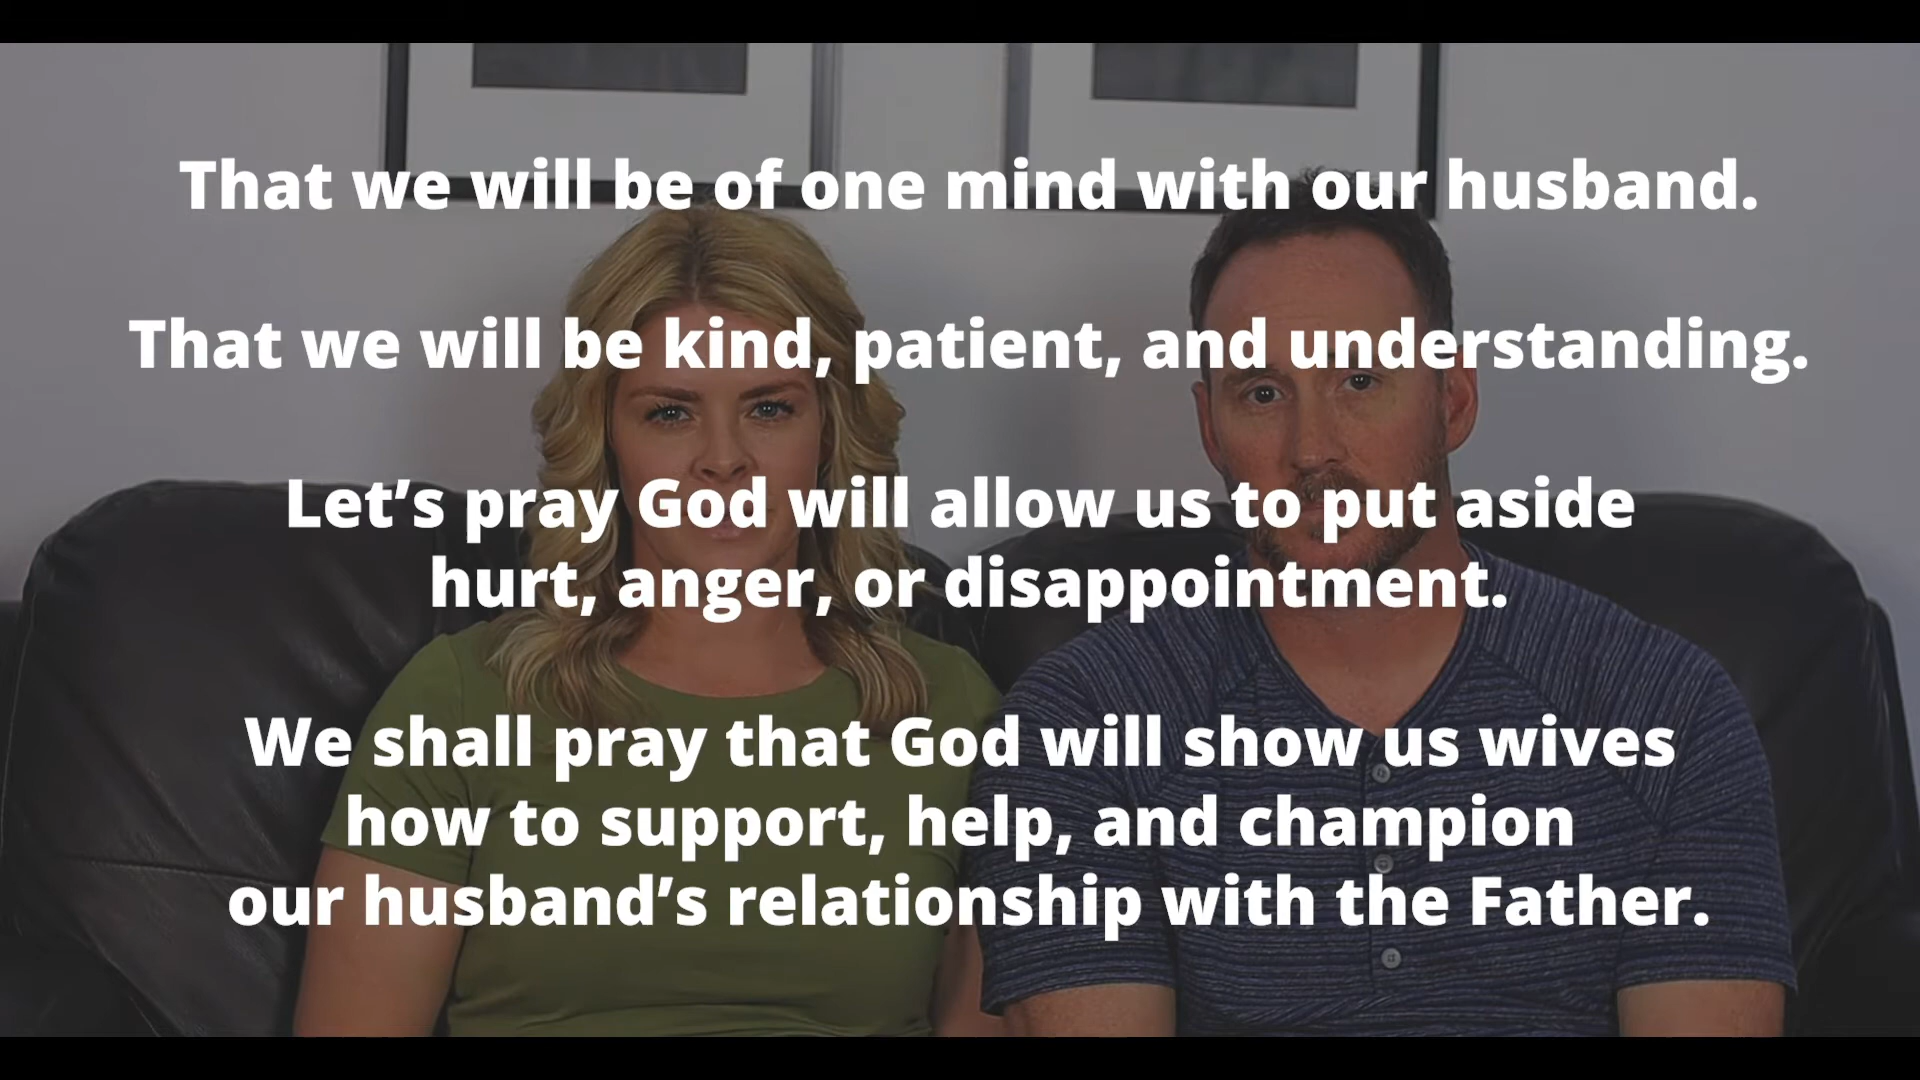 That we will be of one mind with our husband.
That we will be kind, patient, and understanding.
Let’s pray God will allow us to put aside
hurt, anger, or disappointment.
We shall pray that God will show us wives
how to support, help, and champion
our husband’s relationship with the Father.